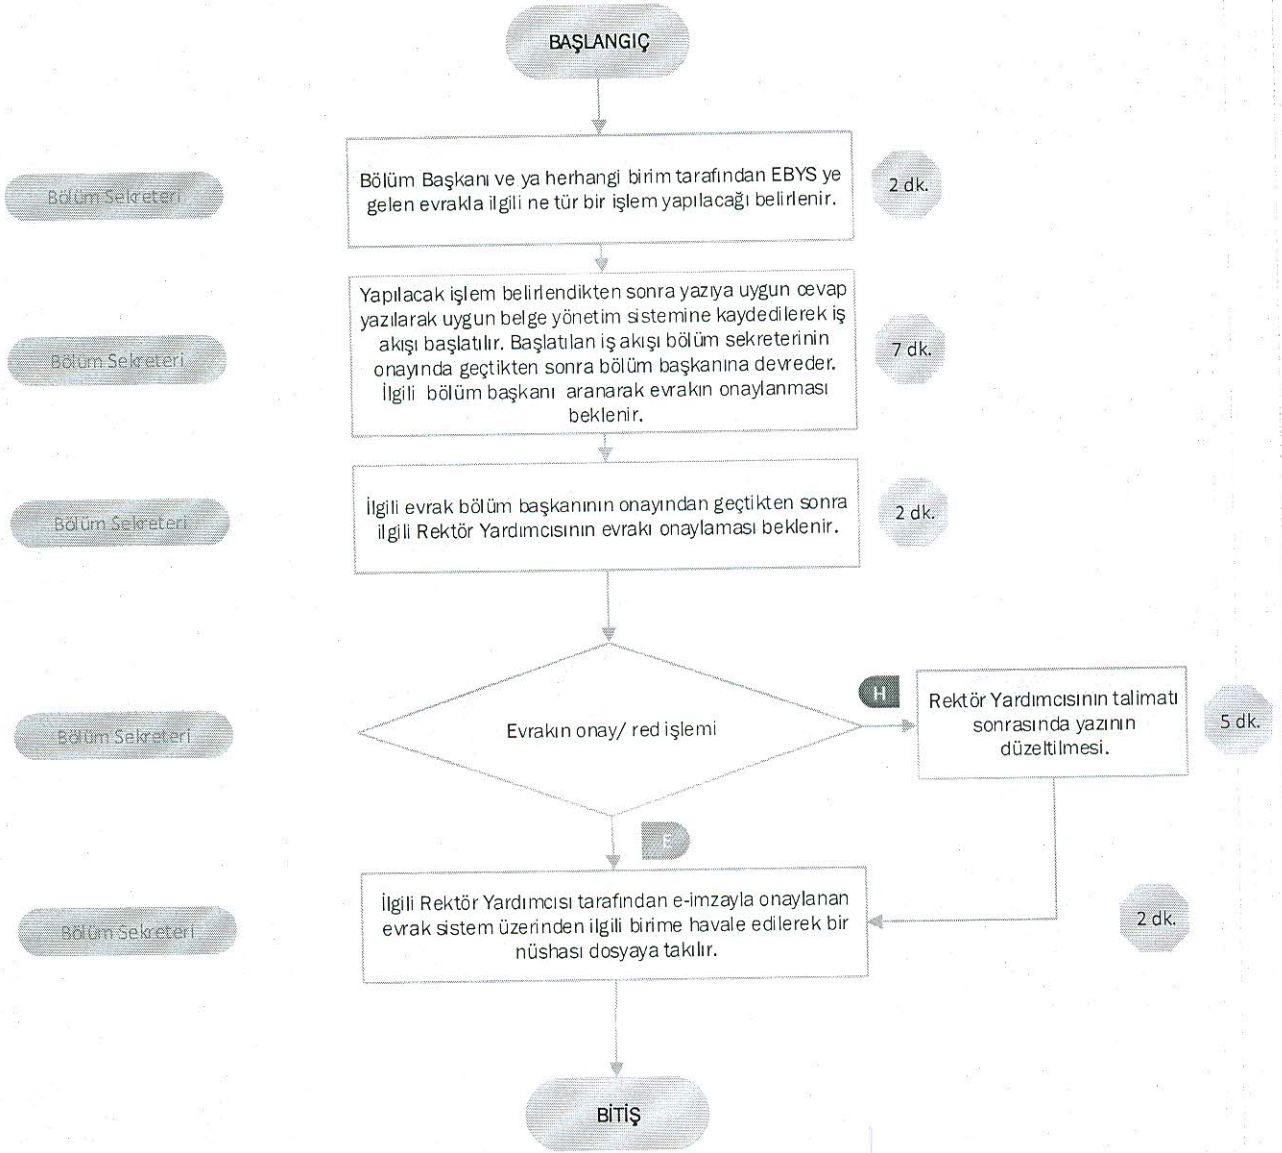 BAŞLANGIÇ
Bölüm Sekreteri
Bölüm Başkanı ve ya herhangi birim tarafından EBYS ye
gelen evrakla ilgili ne tür bir işlem yapılacağı belirlenir.
2 dk.
Bölüm Sekreteri
Yapılacak işlem belirlendikten sonra yazıya uygun cevap
yazılarak uygun belge yönetim sistemine kaydedilerek iş
akışı başlatılır. Başlatılan iş akışı bölüm sekreterinin
onayında geçtikten sonra bölüm başkanına devreder.
İlgili bölüm başkanı aranarak evrakın onaylanması
beklenir.
7 dk.
Bölüm Sekreteri
İlgili evrak bölüm başkanının onayından geçtikten sonra
ilgili Rektör Yardımcısının evrakı onaylaması beklenir.
2 dk.
Bölüm Sekreteri
Evrakın onay/ red işlemi
H
Rektör Yardımcısının talimatı
sonrasında yazının
düzeltilmesi.
5 dk.
E
Bölüm Sekreteri
İlgili Rektör Yardımcısı tarafından e-imzayla onaylanan
evrak sistem üzerinden ilgili birime havale edilerek bir
nüshası dosyaya takılır.
2 dk.
BİTİŞ